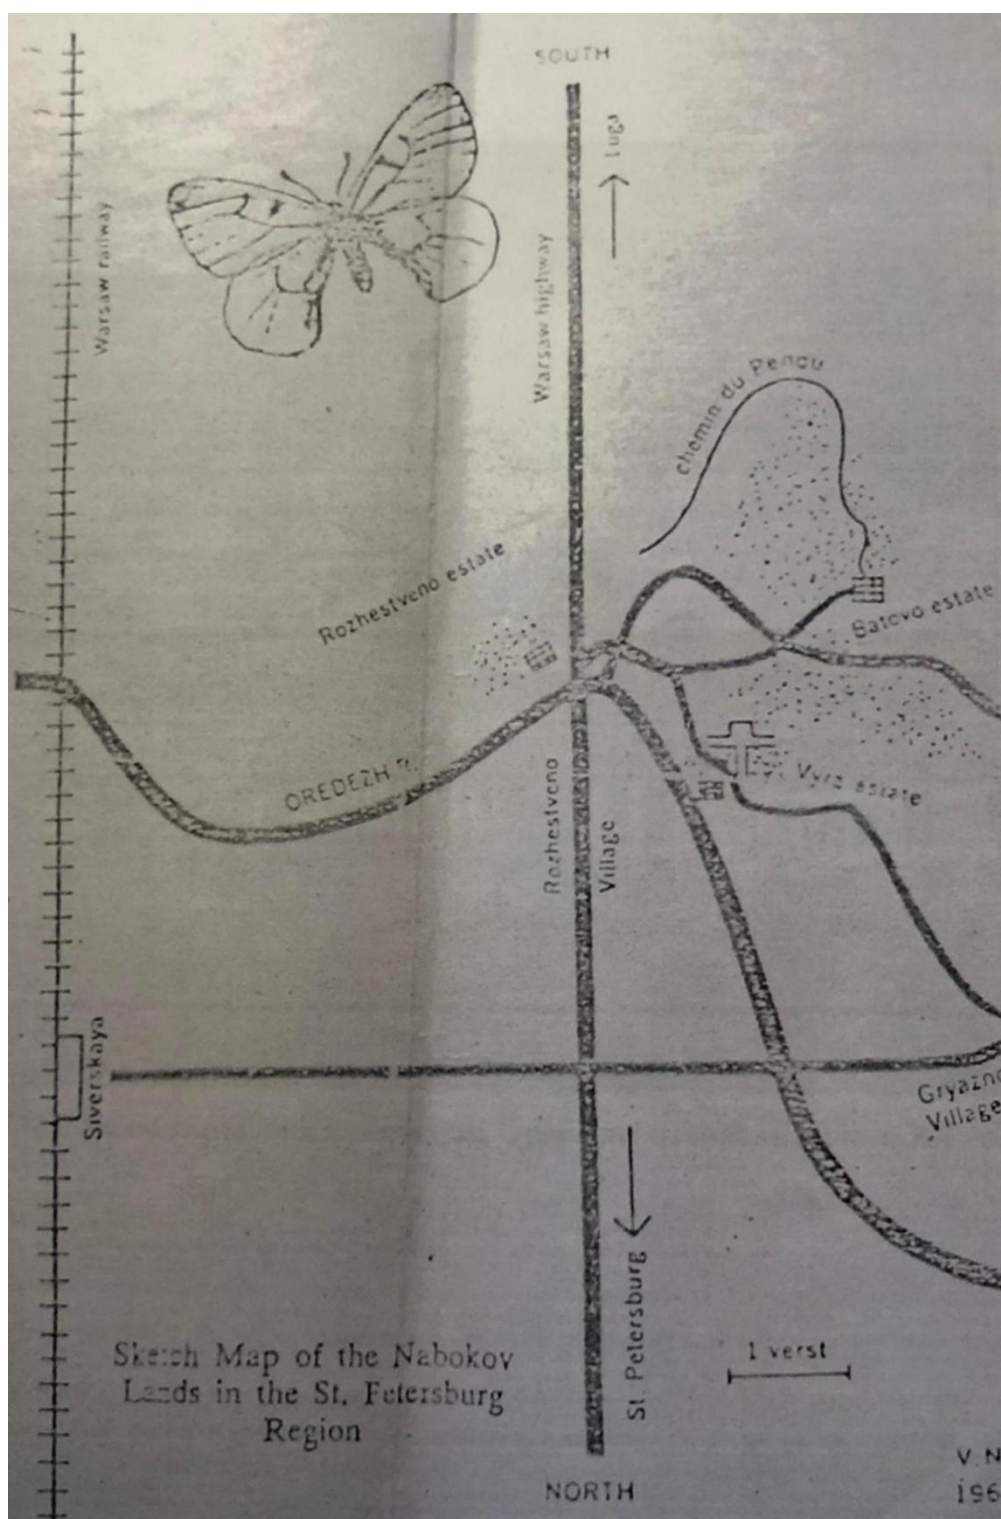 SOUTH
Luga
Warsaw railway
Warsaw highway
chemin du Pendu
Rozhestveno estate
Batovo estate
OREDEZH R.
Vyra estate
Rozhestveno
Village
Siverskaya
Gryazno
Village
St. Petersburg
1 verst
Sketch Map of the Nabokov
Lands in the St. Petersburg
Region
NORTH
V. N
196